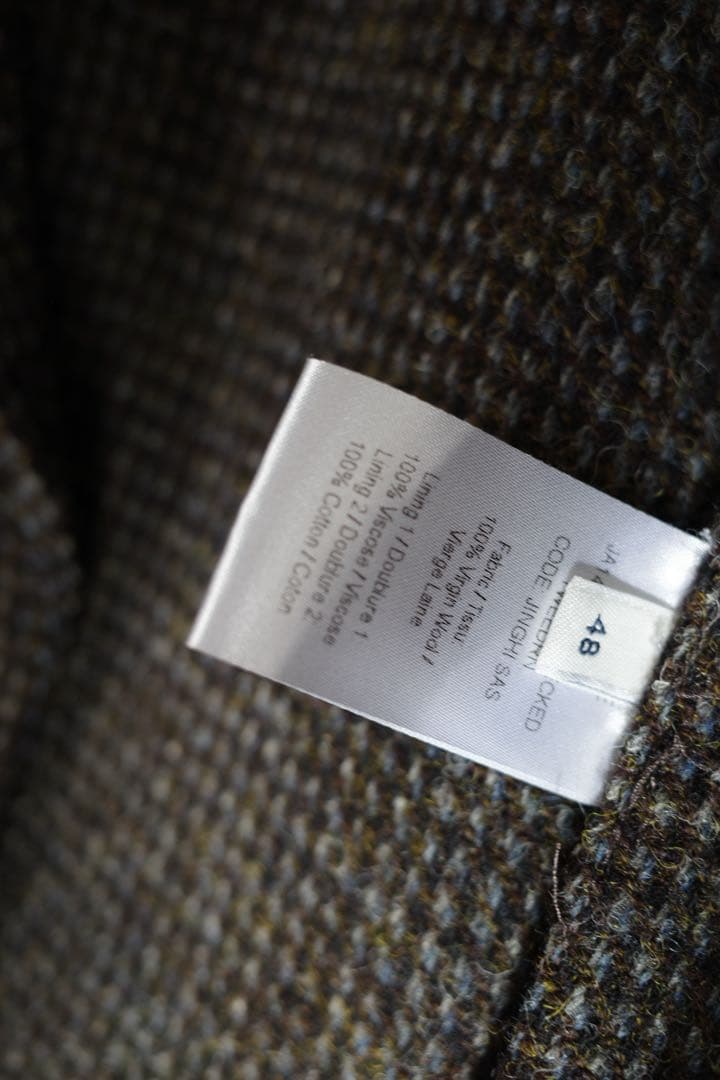 48
CKED
CODE JINGHI SAS
Fabric / Tissu:
100% Virgin Wool /
Vierge Laine
Lining 1 / Doublure 1
100% Viscose / Viscose
Lining 2 / Doublure 2:
100% Cotton / Coton